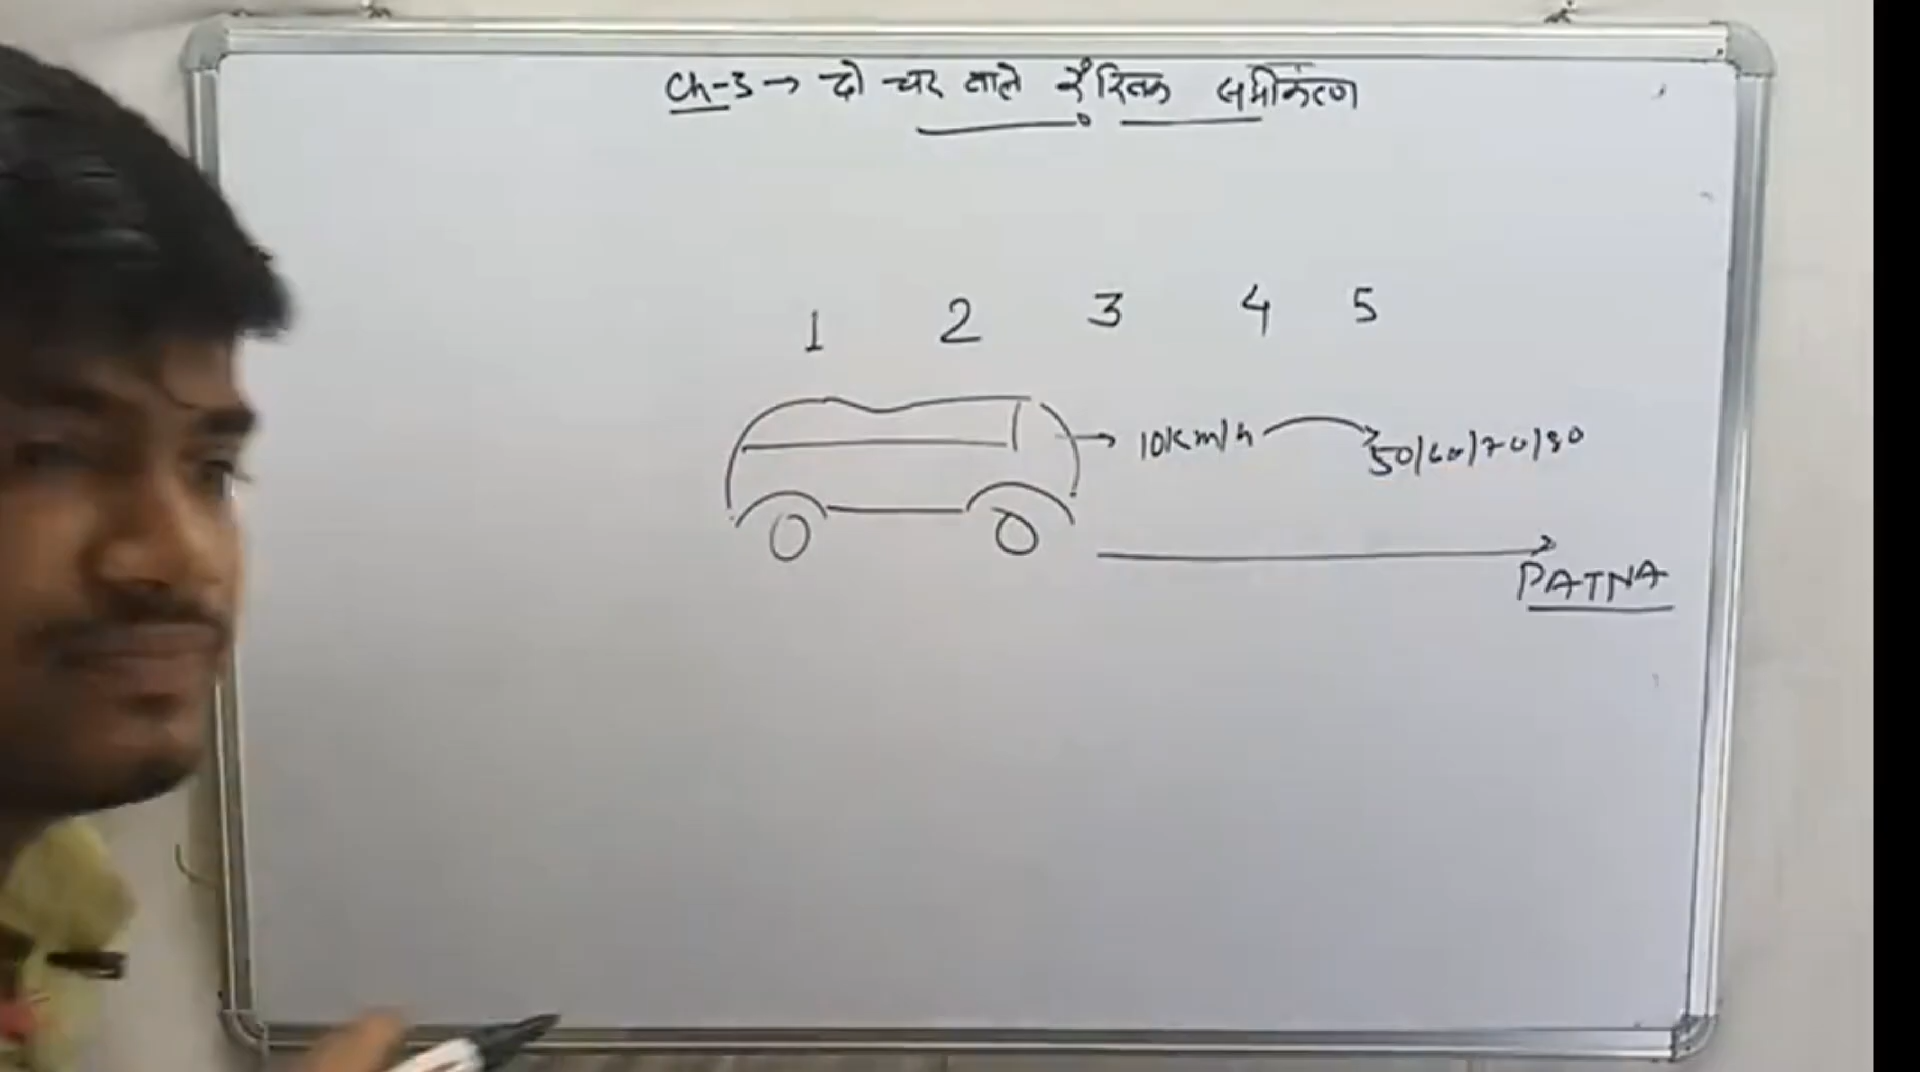 Ch-3 → दो चर वाले रैखिक समीकरण
1 2 3 4 5
→ 10km/h → 50/60/70/80
PATNA